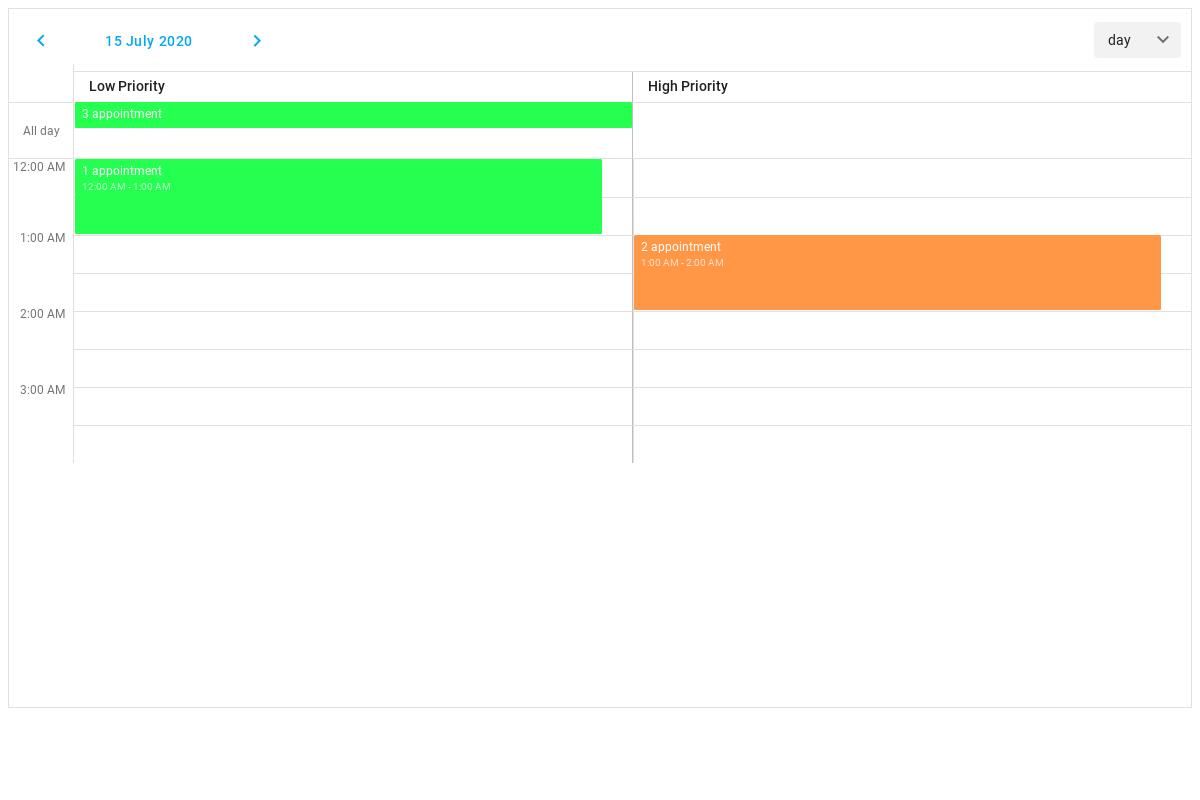 15 July 2020
day
Low Priority
High Priority
All day
3 appointment
12:00 AM
1 appointment
12:00 AM - 1:00 AM
1:00 AM
2 appointment
1:00 AM - 2:00 AM
2:00 AM
3:00 AM